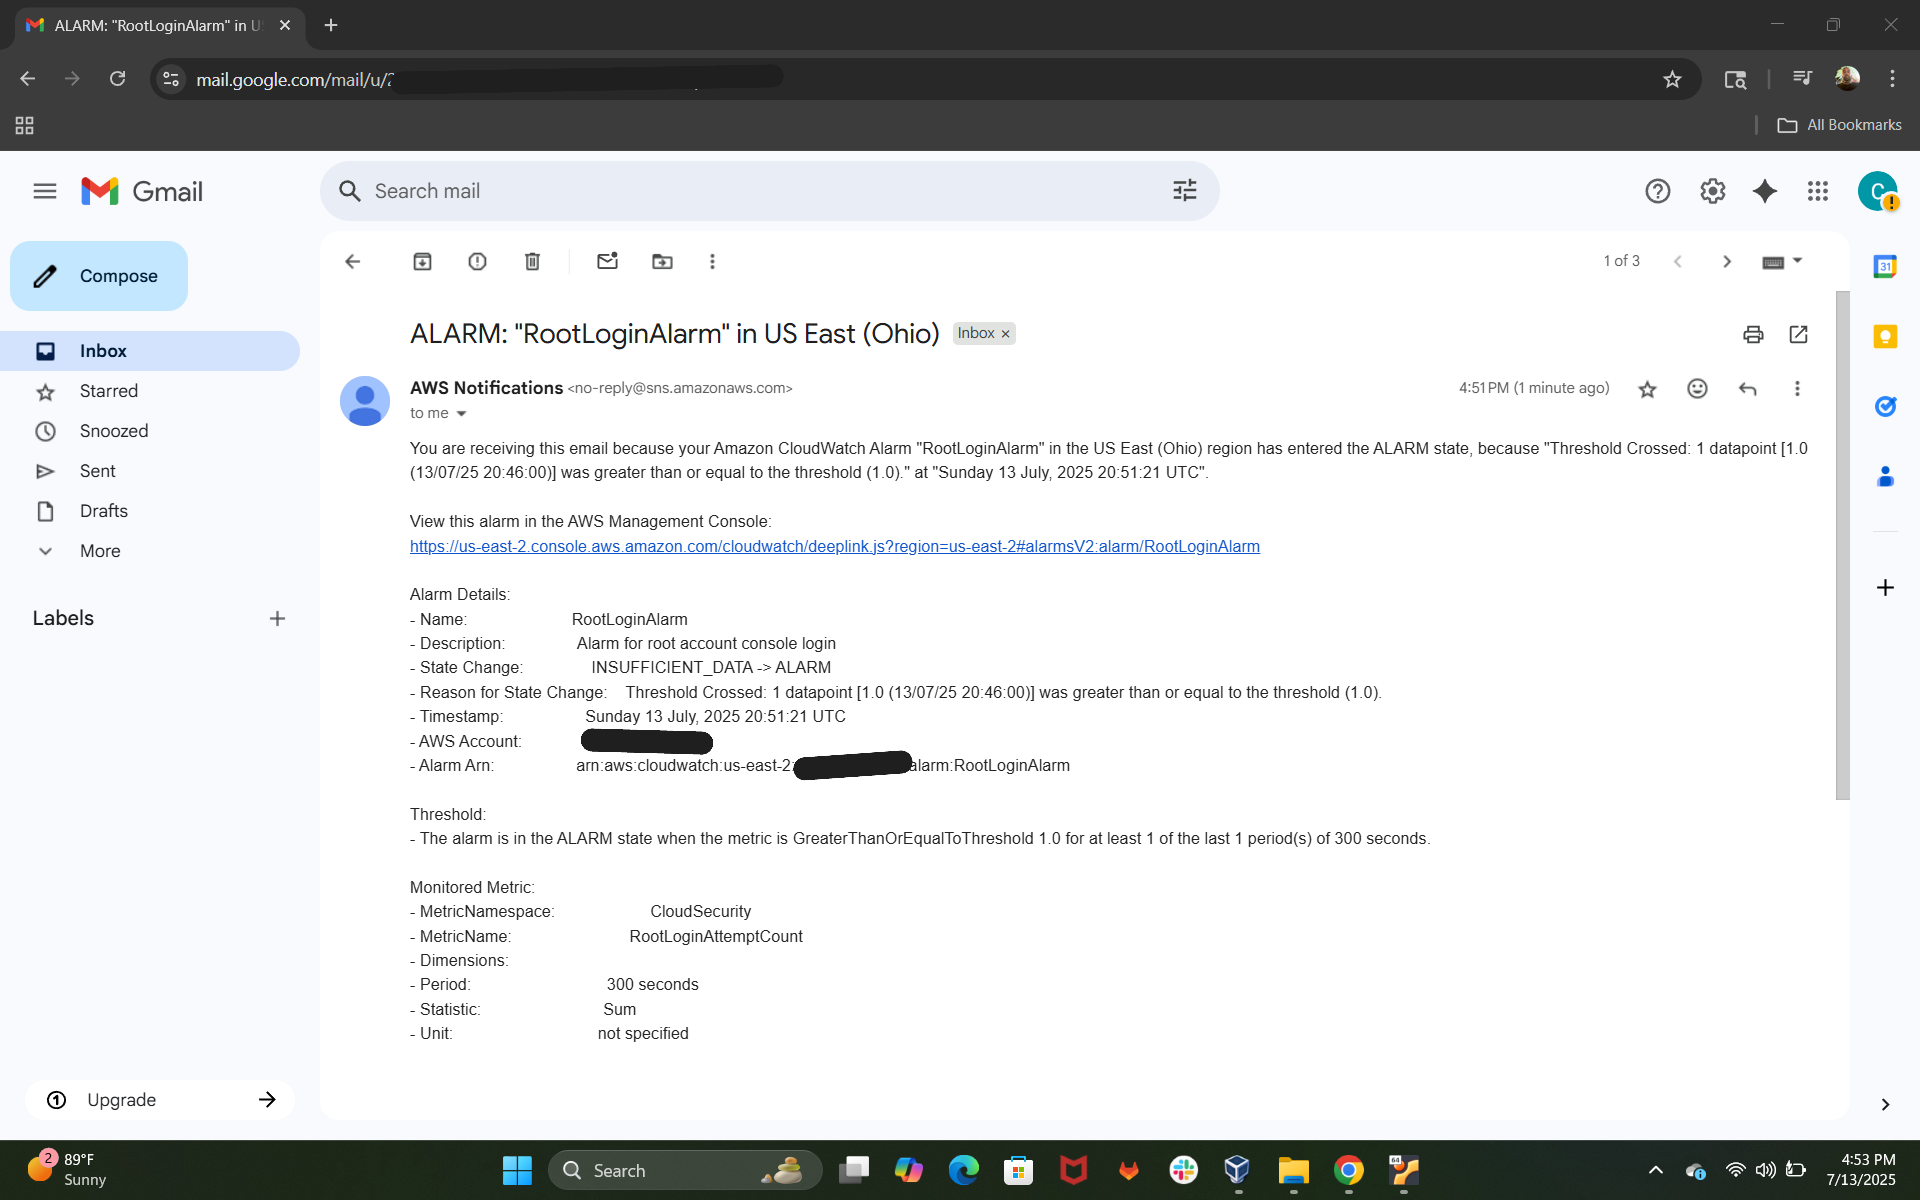 ALARM: "RootLoginAlarm" in U
mail.google.com/mail/u/
All Bookmarks
Gmail
Search mail
C
Compose
1 of 3
31
Inbox
Starred
Snoozed
Sent
Drafts
More
Labels
Upgrade
ALARM: "RootLoginAlarm" in US East (Ohio) Inbox ×
AWS Notifications <no-reply@sns.amazonaws.com> 4:51 PM (1 minute ago)
to me
You are receiving this email because your Amazon CloudWatch Alarm "RootLoginAlarm" in the US East (Ohio) region has entered the ALARM state, because "Threshold Crossed: 1 datapoint [1.0
(13/07/25 20:46:00)] was greater than or equal to the threshold (1.0)." at "Sunday 13 July, 2025 20:51:21 UTC".
View this alarm in the AWS Management Console:
https://us-east-2.console.aws.amazon.com/cloudwatch/deeplink.js?region=us-east-2#alarmsV2:alarm/RootLoginAlarm
Alarm Details:
- Name: RootLoginAlarm
- Description: Alarm for root account console login
- State Change: INSUFFICIENT_DATA -> ALARM
- Reason for State Change: Threshold Crossed: 1 datapoint [1.0 (13/07/25 20:46:00)] was greater than or equal to the threshold (1.0).
- Timestamp: Sunday 13 July, 2025 20:51:21 UTC
- AWS Account:
- Alarm Arn: arn:aws:cloudwatch:us-east-2: alarm:RootLoginAlarm
Threshold:
- The alarm is in the ALARM state when the metric is GreaterThanOrEqualToThreshold 1.0 for at least 1 of the last 1 period(s) of 300 seconds.
Monitored Metric:
- MetricNamespace: CloudSecurity
- MetricName: RootLoginAttemptCount
- Dimensions:
- Period: 300 seconds
- Statistic: Sum
- Unit: not specified
2
89°F
Sunny
Search
64
4:53 PM
7/13/2025